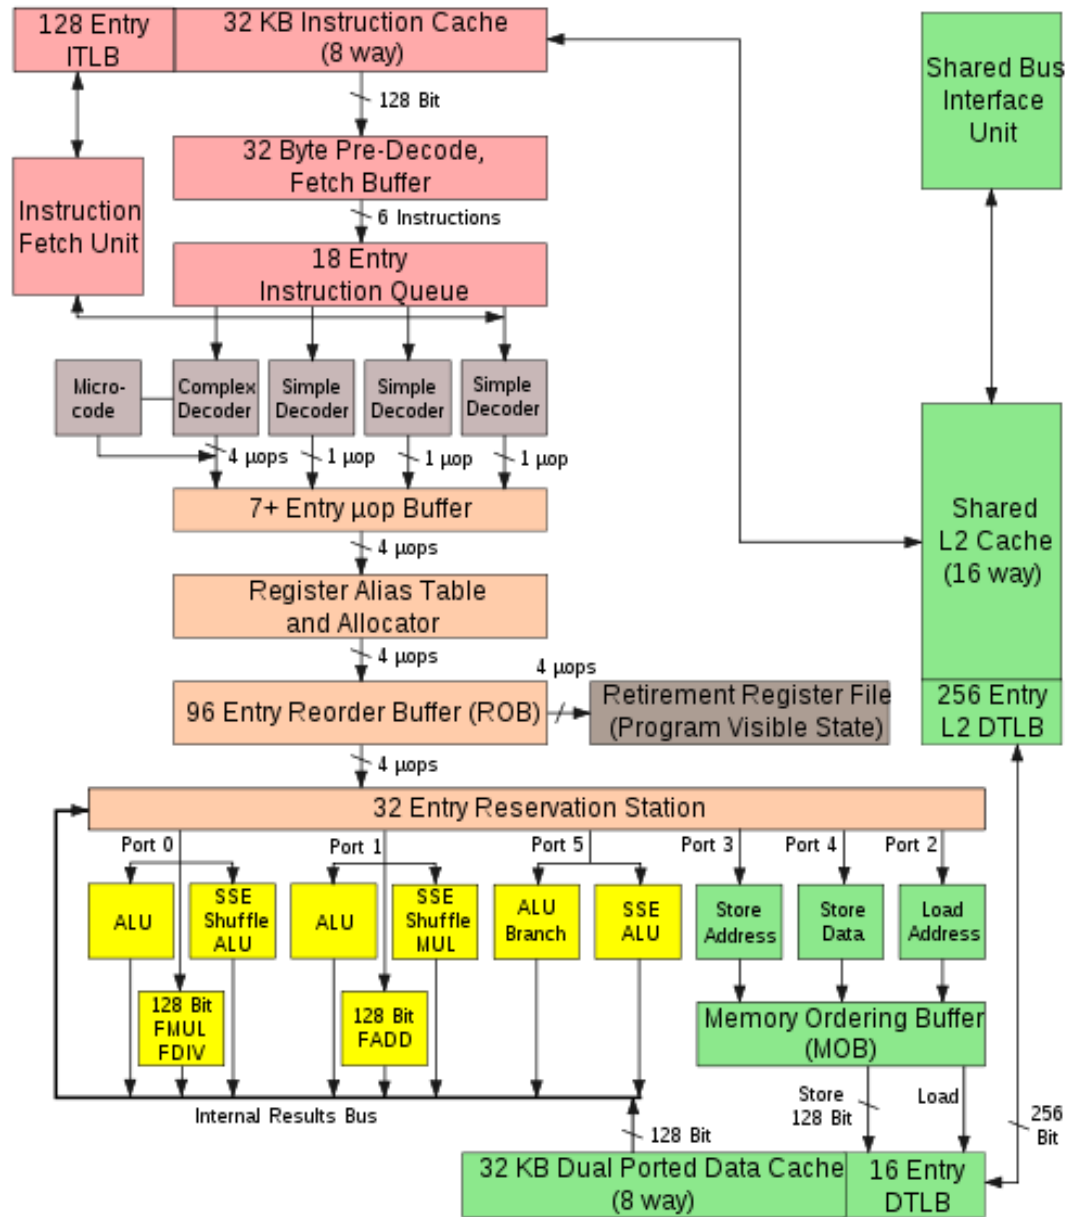 128 Entry
ITLB
32 KB Instruction Cache
(8 way)
Shared Bus
Interface
Unit
128 Bit
32 Byte Pre-Decode,
Fetch Buffer
Instruction
Fetch Unit
6 Instructions
18 Entry
Instruction Queue
Micro-
code
Complex
Decoder
Simple
Decoder
Simple
Decoder
Simple
Decoder
4 µops
1 µop
1 µop
1 µop
7+ Entry µop Buffer
4 µops
Shared
L2 Cache
(16 way)
Register Alias Table
and Allocator
4 µops
4 µops
96 Entry Reorder Buffer (ROB)
Retirement Register File
(Program Visible State)
256 Entry
L2 DTLB
4 µops
32 Entry Reservation Station
Port 0
Port 1
Port 5
Port 3
Port 4
Port 2
ALU
SSE
Shuffle
ALU
ALU
SSE
Shuffle
MUL
ALU
Branch
SSE
ALU
Store
Address
Store
Data
Load
Address
128 Bit
FMUL
FDIV
128 Bit
FADD
Memory Ordering Buffer
(MOB)
Internal Results Bus
Store
128 Bit
Load
128 Bit
256
Bit
32 KB Dual Ported Data Cache
(8 way)
16 Entry
DTLB